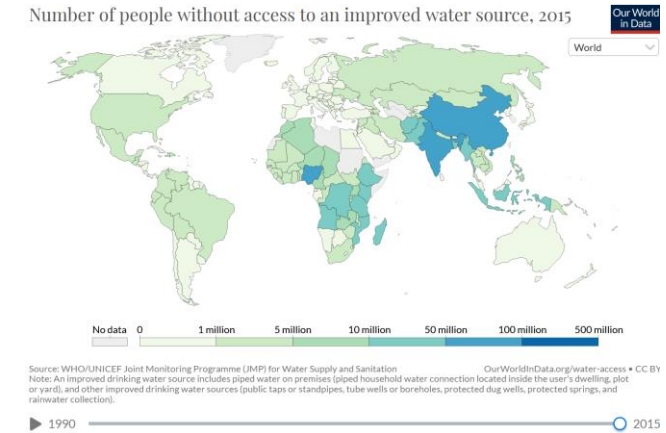 Number of people without access to an improved water source, 2015
Our World
in Data
World
No data 0 1 million 5 million 10 million 50 million 100 million 500 million
Source: WHO/UNICEF Joint Monitoring Programme (JMP) for Water Supply and Sanitation OurWorldInData.org/water-access • CC BY
Note: An improved drinking water source includes piped water on premises (piped household water connection located inside the user's dwelling, plot
or yard), and other improved drinking water sources (public taps or standpipes, tube wells or boreholes, protected dug wells, protected springs, and
rainwater collection).
1990 2015